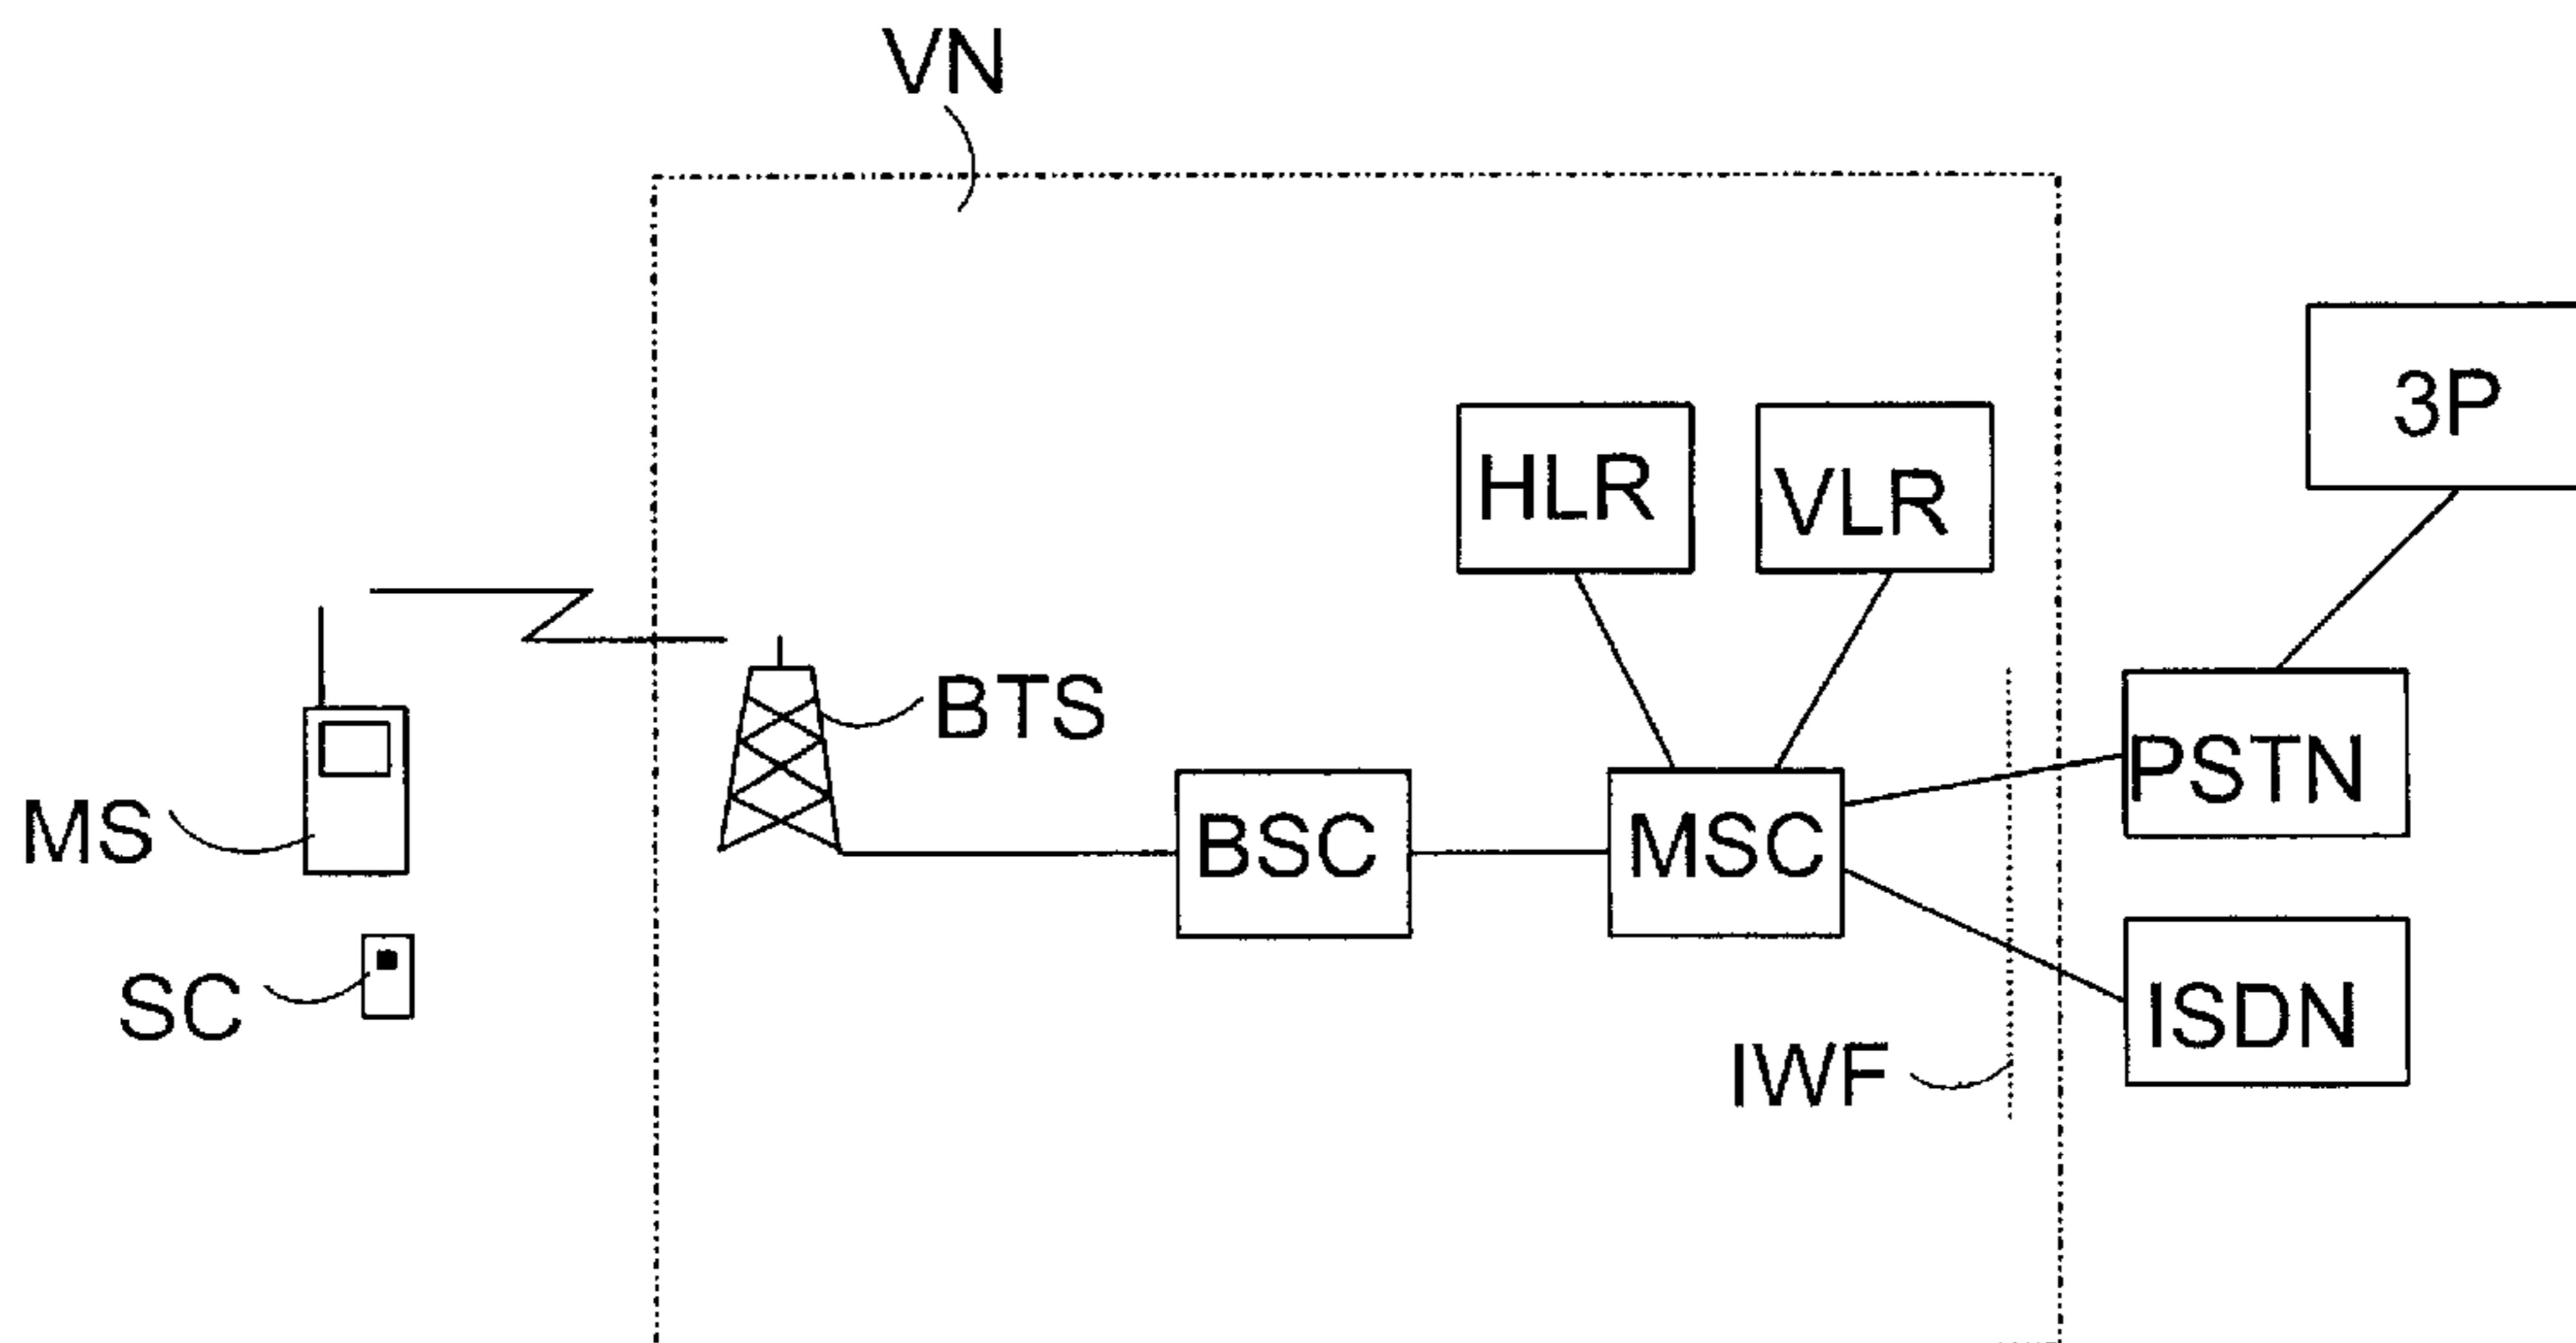 VN
3P
HLR
VLR
BTS
PSTN
MS
BSC
MSC
SC
ISDN
IWF